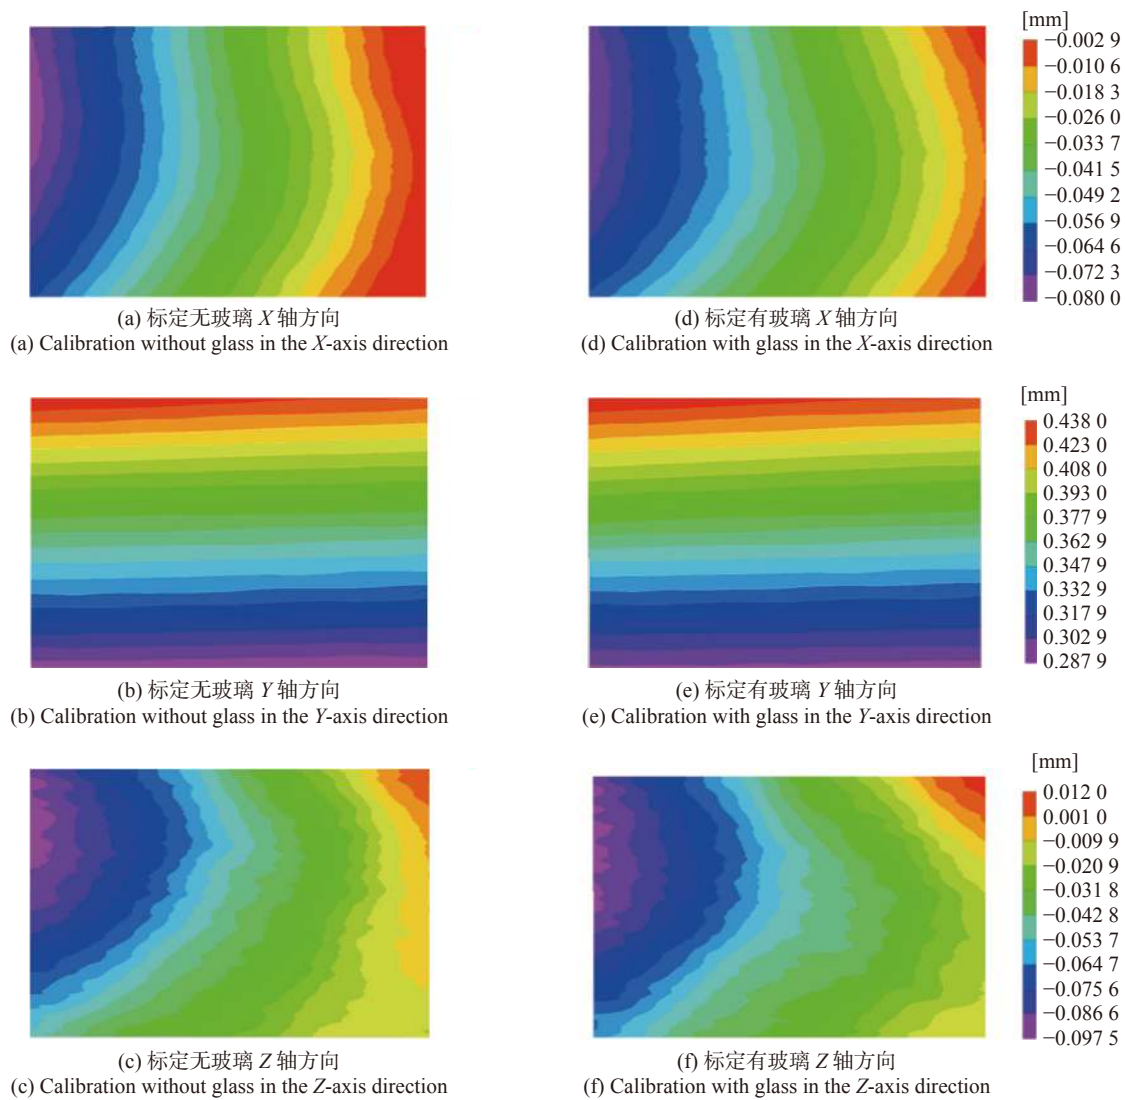 [mm]
−0.002 9
−0.010 6
−0.018 3
−0.026 0
−0.033 7
−0.041 5
−0.049 2
−0.056 9
−0.064 6
−0.072 3
−0.080 0
(a) 标定无玻璃 X 轴方向
(a) Calibration without glass in the X-axis direction
(d) 标定有玻璃 X 轴方向
(d) Calibration with glass in the X-axis direction
[mm]
0.438 0
0.423 0
0.408 0
0.393 0
0.377 9
0.362 9
0.347 9
0.332 9
0.317 9
0.302 9
0.287 9
(b) 标定无玻璃 Y 轴方向
(b) Calibration without glass in the Y-axis direction
(e) 标定有玻璃 Y 轴方向
(e) Calibration with glass in the Y-axis direction
[mm]
0.012 0
0.001 0
−0.009 9
−0.020 9
−0.031 8
−0.042 8
−0.053 7
−0.064 7
−0.075 6
−0.086 6
−0.097 5
(c) 标定无玻璃 Z 轴方向
(c) Calibration without glass in the Z-axis direction
(f) 标定有玻璃 Z 轴方向
(f) Calibration with glass in the Z-axis direction